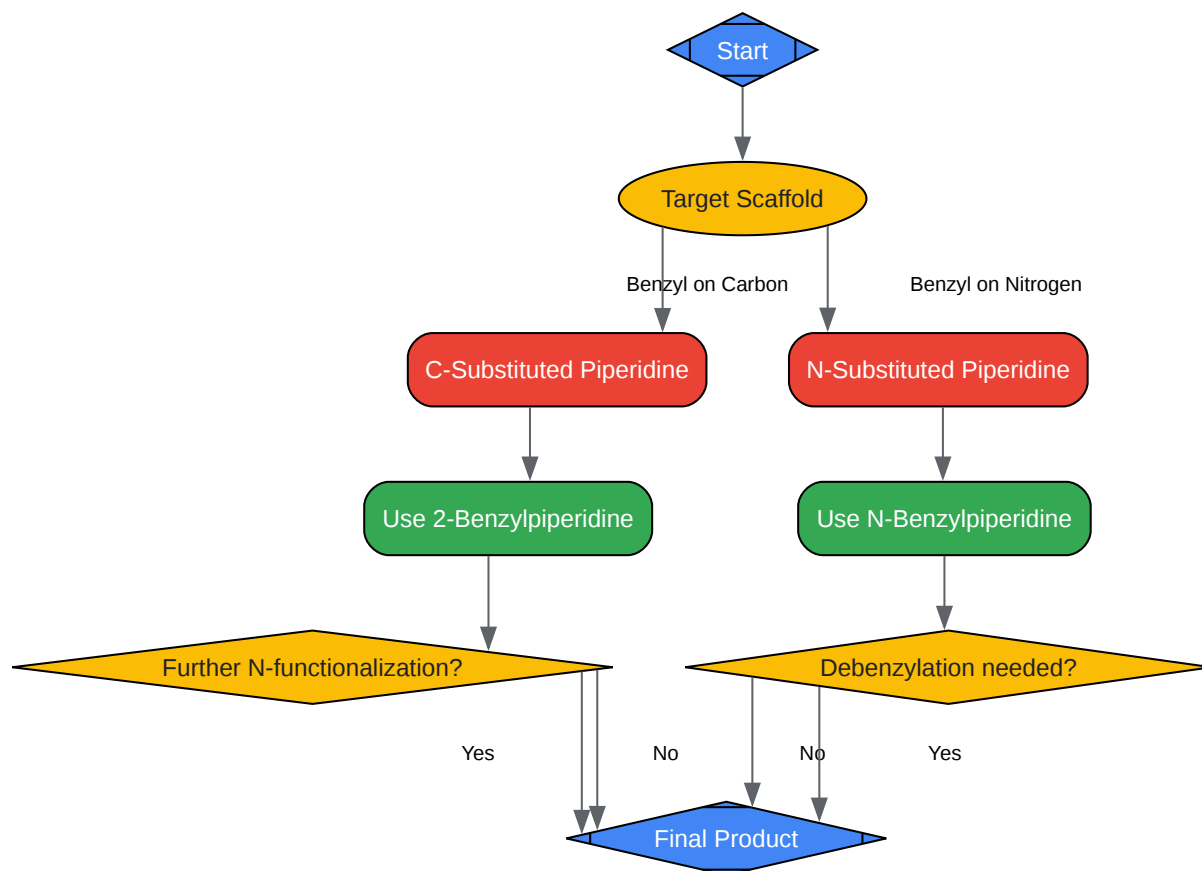 Start
Target Scaffold
Benzyl on Carbon
Benzyl on Nitrogen
C-Substituted Piperidine
N-Substituted Piperidine
Use 2-Benzylpiperidine
Use N-Benzylpiperidine
Further N-functionalization?
Debenzylation needed?
Yes
No
No
Yes
Final Product